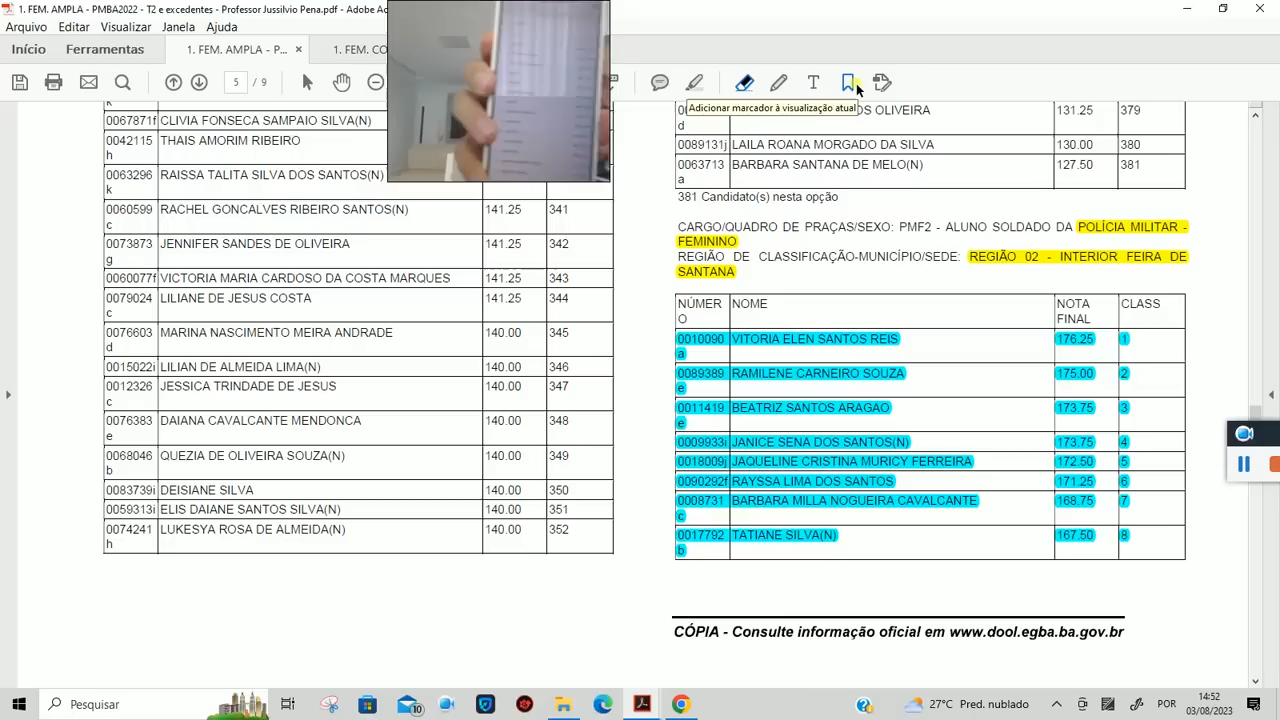 1. FEM. AMPLA - PMBA2022 - T2 e excedentes - Professor Jussilvio Pena.pdf - Adobe Ac
Arquivo Editar Visualizar Janela Ajuda
Início Ferramentas 1. FEM. AMPLA - P... × 1. FEM. CO
5 / 9
Adicionar marcador à visualização atual
k
0067871f CLIVIA FONSECA SAMPAIO SILVA(N)
0042115 THAIS AMORIM RIBEIRO
h
0063296 RAISSA TALITA SILVA DOS SANTOS(N)
k
0060599 RACHEL GONCALVES RIBEIRO SANTOS(N) 141.25 341
c
0073873 JENNIFER SANDES DE OLIVEIRA 141.25 342
g
0060077f VICTORIA MARIA CARDOSO DA COSTA MARQUES 141.25 343
0079024 LILIANE DE JESUS COSTA 141.25 344
c
0076603 MARINA NASCIMENTO MEIRA ANDRADE 140.00 345
d
0015022i LILIAN DE ALMEIDA LIMA(N) 140.00 346
0012326 JESSICA TRINDADE DE JESUS 140.00 347
c
0076383 DAIANA CAVALCANTE MENDONCA 140.00 348
e
0068046 QUEZIA DE OLIVEIRA SOUZA(N) 140.00 349
b
0083739i DEISIANE SILVA 140.00 350
0059313i ELIS DAIANE SANTOS SILVA(N) 140.00 351
0074241 LUKESYA ROSA DE ALMEIDA(N) 140.00 352
h
OS OLIVEIRA 131.25 379
d
0089131j LAILA ROANA MORGADO DA SILVA 130.00 380
0063713 BARBARA SANTANA DE MELO(N) 127.50 381
a
381 Candidato(s) nesta opção
CARGO/QUADRO DE PRAÇAS/SEXO: PMF2 - ALUNO SOLDADO DA POLÍCIA MILITAR -
FEMININO
REGIÃO DE CLASSIFICAÇÃO-MUNICÍPIO/SEDE: REGIÃO 02 - INTERIOR FEIRA DE
SANTANA
NÚMER NOME NOTA CLASS
O FINAL
0010090 VITORIA ELEN SANTOS REIS 176.25 1
a
0089389 RAMILENE CARNEIRO SOUZA 175.00 2
e
0011419 BEATRIZ SANTOS ARAGAO 173.75 3
e
0009933i JANICE SENA DOS SANTOS(N) 173.75 4
0018009j JAQUELINE CRISTINA MURICY FERREIRA 172.50 5
0090292f RAYSSA LIMA DOS SANTOS 171.25 6
0008731 BARBARA MILLA NOGUEIRA CAVALCANTE 168.75 7
c
0017792 TATIANE SILVA(N) 167.50 8
b
CÓPIA - Consulte informação oficial em www.dool.egba.ba.gov.br
Pesquisar 10 27°C Pred. nublado POR 14:52
03/08/2023